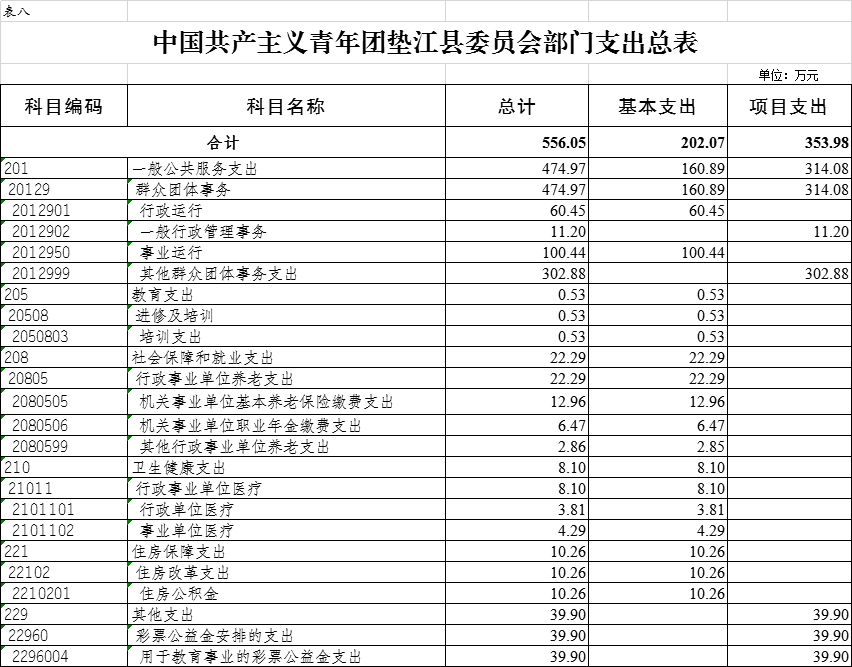 表八
中国共产主义青年团垫江县委员会部门支出总表
单位：万元
科目编码 科目名称 总计 基本支出 项目支出
合计 556.05 202.07 353.98
201 一般公共服务支出 474.97 160.89 314.08
20129 群众团体事务 474.97 160.89 314.08
2012901 行政运行 60.45 60.45
2012902 一般行政管理事务 11.20 11.20
2012950 事业运行 100.44 100.44
2012999 其他群众团体事务支出 302.88 302.88
205 教育支出 0.53 0.53
20508 进修及培训 0.53 0.53
2050803 培训支出 0.53 0.53
208 社会保障和就业支出 22.29 22.29
20805 行政事业单位养老支出 22.29 22.29
2080505 机关事业单位基本养老保险缴费支出 12.96 12.96
2080506 机关事业单位职业年金缴费支出 6.47 6.47
2080599 其他行政事业单位养老支出 2.86 2.85
210 卫生健康支出 8.10 8.10
21011 行政事业单位医疗 8.10 8.10
2101101 行政单位医疗 3.81 3.81
2101102 事业单位医疗 4.29 4.29
221 住房保障支出 10.26 10.26
22102 住房改革支出 10.26 10.26
2210201 住房公积金 10.26 10.26
229 其他支出 39.90 39.90
22960 彩票公益金安排的支出 39.90 39.90
2296004 用于教育事业的彩票公益金支出 39.90 39.90